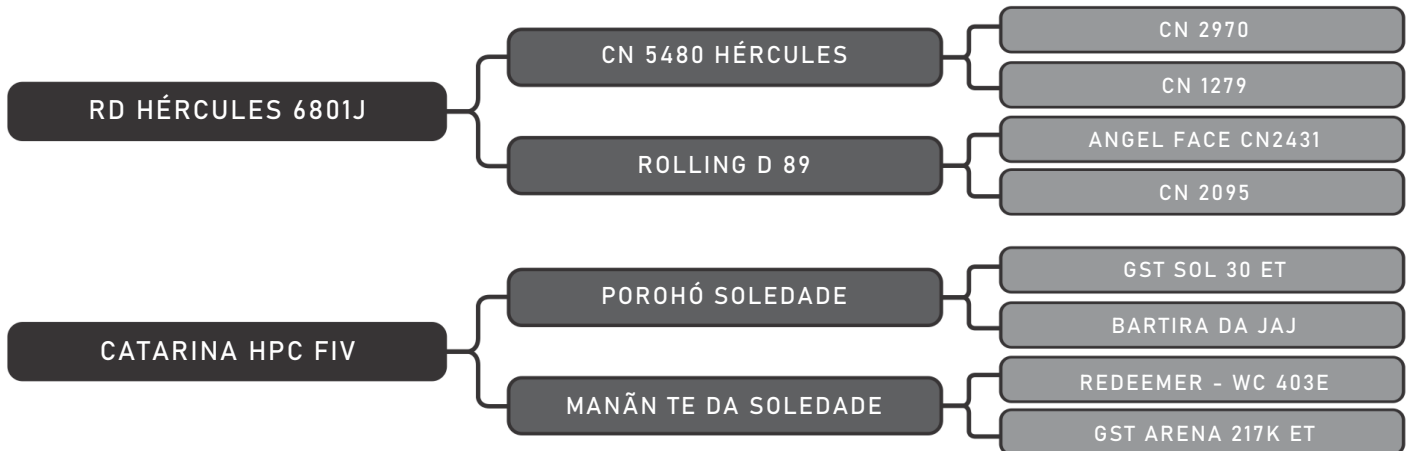 RD HÉRCULES 6801J
CN 5480 HÉRCULES
CN 2970
CN 1279
ROLLING D 89
ANGEL FACE CN2431
CN 2095
CATARINA HPC FIV
POROHÓ SOLEDADE
GST SOL 30 ET
BARTIRA DA JAJ
MANÃN TE DA SOLEDADE
REDEEMER - WC 403E
GST ARENA 217K ET